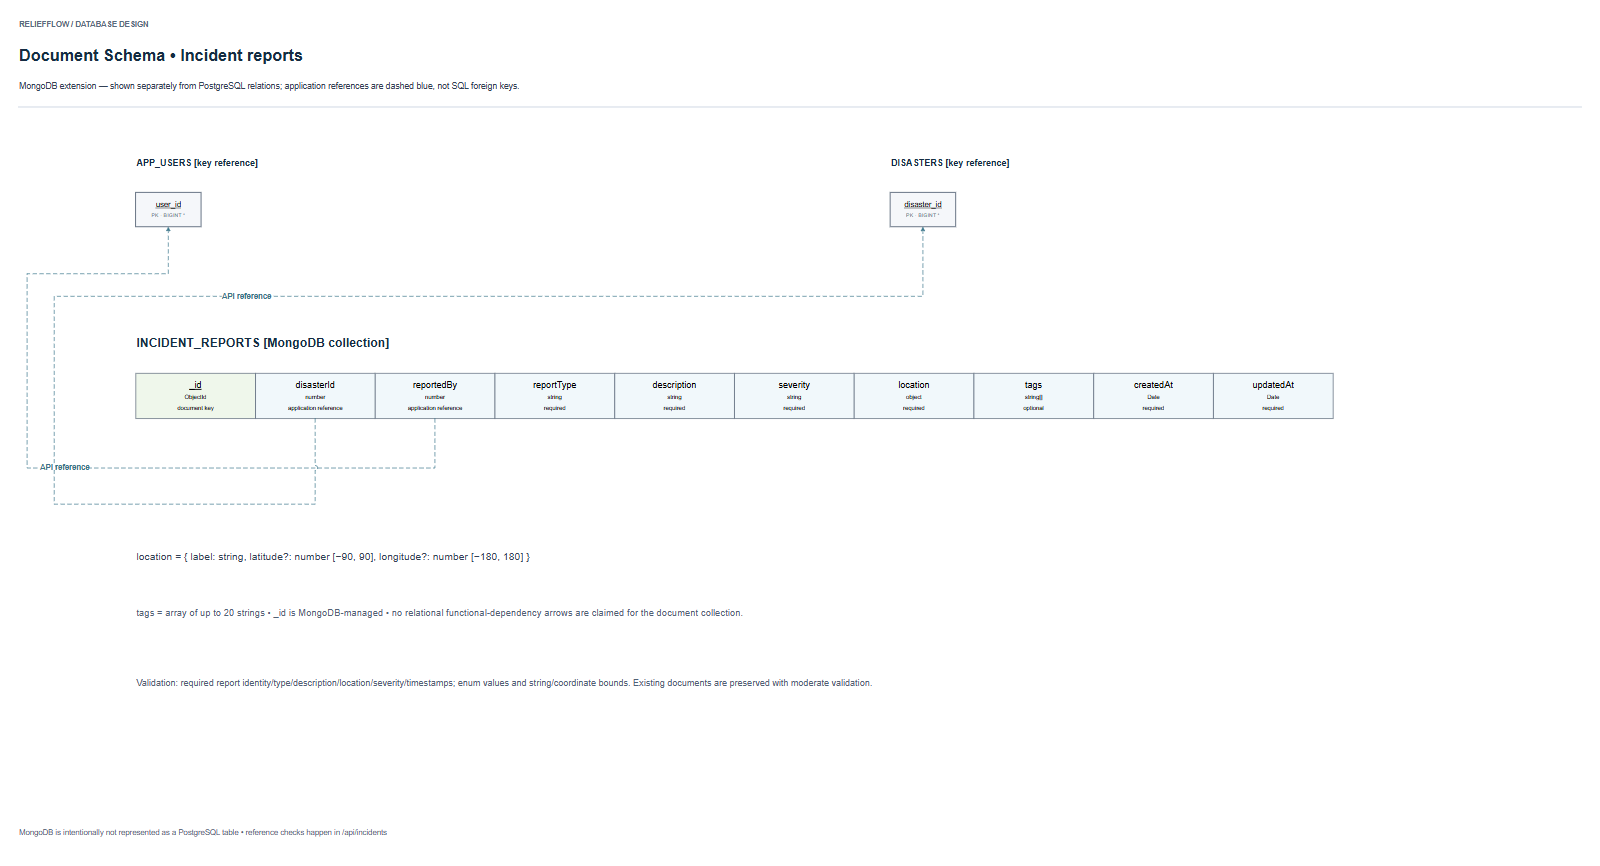 RELIEFFLOW / DATABASE DESIGN
Document Schema • Incident reports
MongoDB extension — shown separately from PostgreSQL relations; application references are dashed blue, not SQL foreign keys.
APP_USERS [key reference]
DISASTERS [key reference]
user_id
PK · BIGINT *
disaster_id
PK · BIGINT *
API reference
INCIDENT_REPORTS [MongoDB collection]
_id
ObjectId
document key
disasterId
number
application reference
reportedBy
number
application reference
reportType
string
required
description
string
required
severity
string
required
location
object
required
tags
string[]
optional
createdAt
Date
required
updatedAt
Date
required
API reference
location = { label: string, latitude?: number [−90, 90], longitude?: number [−180, 180] }
tags = array of up to 20 strings • _id is MongoDB-managed • no relational functional-dependency arrows are claimed for the document collection.
Validation: required report identity/type/description/location/severity/timestamps; enum values and string/coordinate bounds. Existing documents are preserved with moderate validation.
MongoDB is intentionally not represented as a PostgreSQL table • reference checks happen in /api/incidents